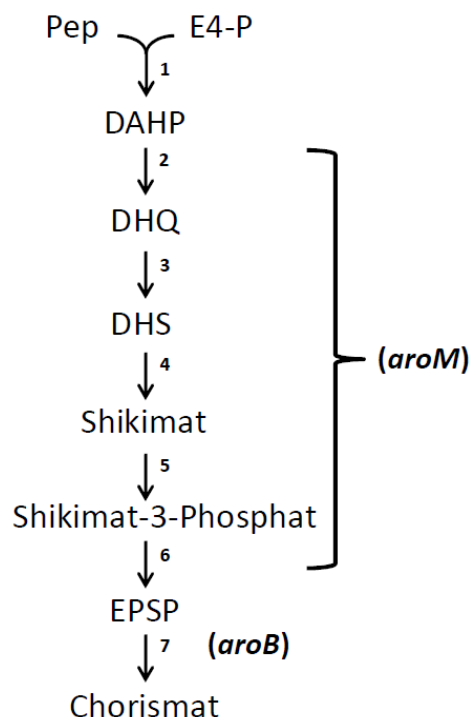 Pep E4-P
1
DAHP
2
DHQ
3
DHS
4
(aroM)
Shikimat
5
Shikimat-3-Phosphat
6
EPSP
7 (aroB)
Chorismat